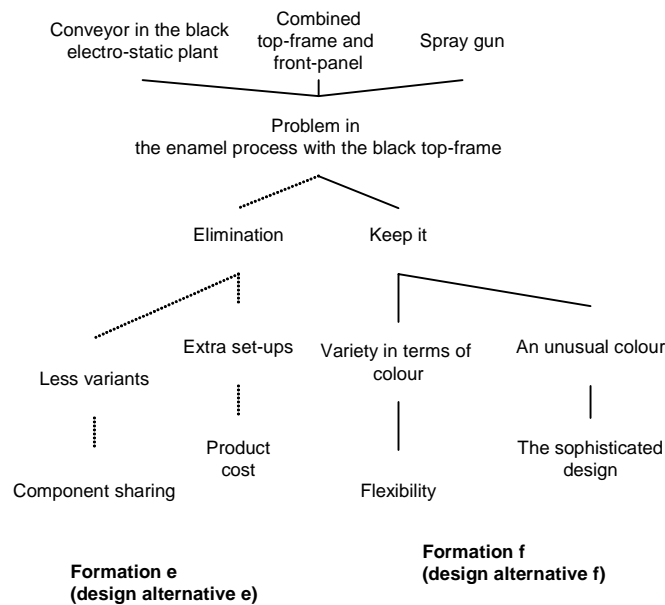 Conveyor in the black
electro-static plant
Combined
top-frame and
front-panel
Spray gun
Problem in
the enamel process with the black top-frame
Elimination
Keep it
Less variants
Extra set-ups
Variety in terms of
colour
An unusual colour
Component sharing
Product
cost
Flexibility
The sophisticated
design
Formation e
(design alternative e)
Formation f
(design alternative f)